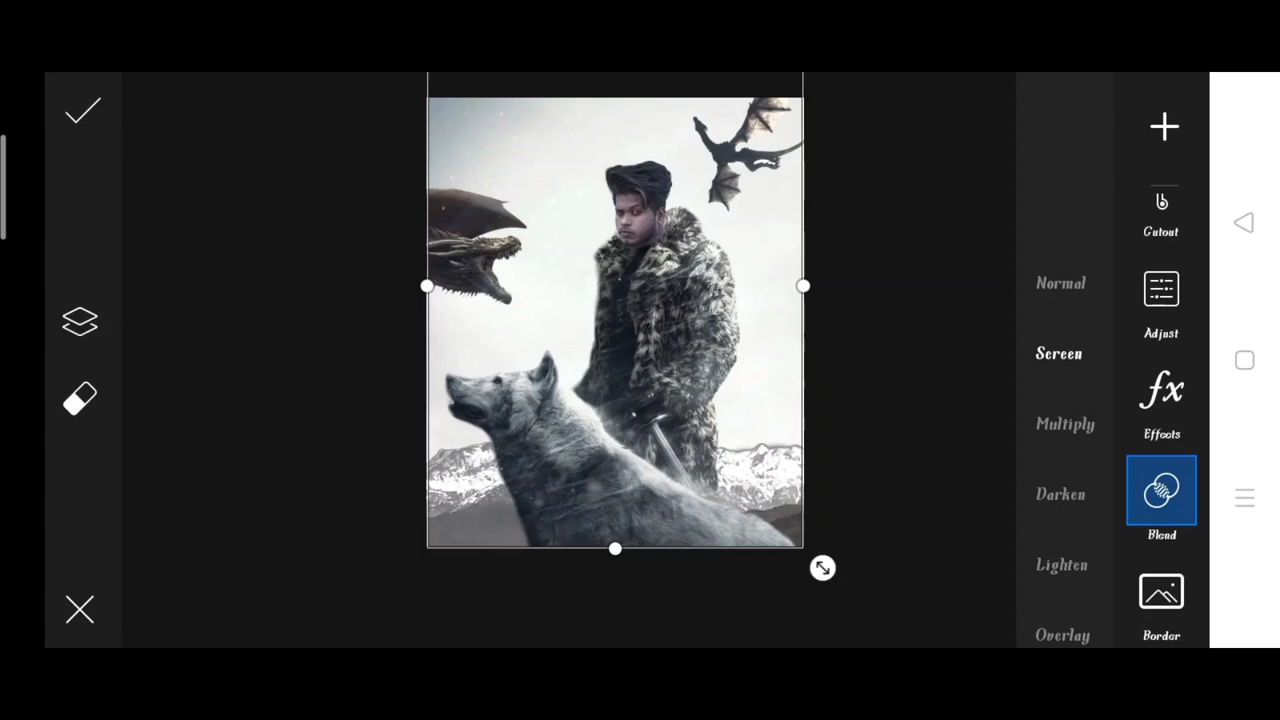 Normal
Screen
Multiply
Darken
Lighten
Overlay
Cutout
Adjust
fx
Effects
Blend
Border